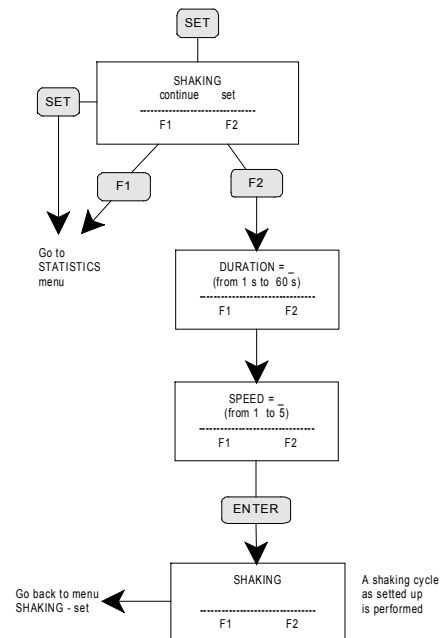 SET
SHAKING
continue set
--------------------------------
F1 F2
SET
F1
F2
Go to
STATISTICS
menu
DURATION = _
(from 1 s to 60 s)
--------------------------------
F1 F2
SPEED = _
(from 1 to 5)
--------------------------------
F1 F2
ENTER
SHAKING
--------------------------------
F1 F2
Go back to menu
SHAKING - set
A shaking cycle
as setted up
is performed